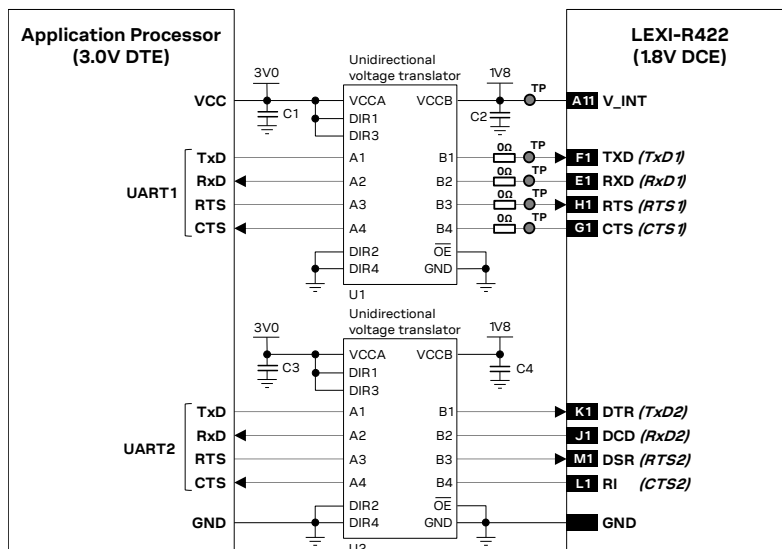 Application Processor
(3.0V DTE)
LEXI-R422
(1.8V DCE)
Unidirectional
voltage translator
3V0
1V8
TP
VCC
C1
VCCA
VCCB
C2
A11 V_INT
DIR1
DIR3
0Ω
TP
TxD
A1
B1
F1 TXD (TxD1)
0Ω
TP
UART1
RxD
A2
B2
E1 RXD (RxD1)
0Ω
TP
RTS
A3
B3
H1 RTS (RTS1)
0Ω
TP
CTS
A4
B4
G1 CTS (CTS1)
DIR2
OE
DIR4
GND
U1
Unidirectional
voltage translator
3V0
1V8
VCCA
VCCB
C3
C4
DIR1
DIR3
TxD
A1
B1
K1 DTR (TxD2)
UART2
RxD
A2
B2
J1 DCD (RxD2)
RTS
A3
B3
M1 DSR (RTS2)
CTS
A4
B4
L1 RI (CTS2)
DIR2
OE
GND
DIR4
GND
GND
U2